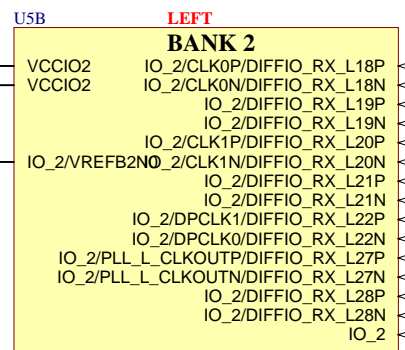 U5B LEFT
BANK 2
VCCIO2 IO_2/CLK0P/DIFFIO_RX_L18P
VCCIO2 IO_2/CLK0N/DIFFIO_RX_L18N
IO_2/DIFFIO_RX_L19P
IO_2/DIFFIO_RX_L19N
IO_2/CLK1P/DIFFIO_RX_L20P
IO_2/VREFB2N0 IO_2/CLK1N/DIFFIO_RX_L20N
IO_2/DIFFIO_RX_L21P
IO_2/DIFFIO_RX_L21N
IO_2/DPCLK1/DIFFIO_RX_L22P
IO_2/DPCLK0/DIFFIO_RX_L22N
IO_2/PLL_L_CLKOUTP/DIFFIO_RX_L27P
IO_2/PLL_L_CLKOUTN/DIFFIO_RX_L27N
IO_2/DIFFIO_RX_L28P
IO_2/DIFFIO_RX_L28N
IO_2